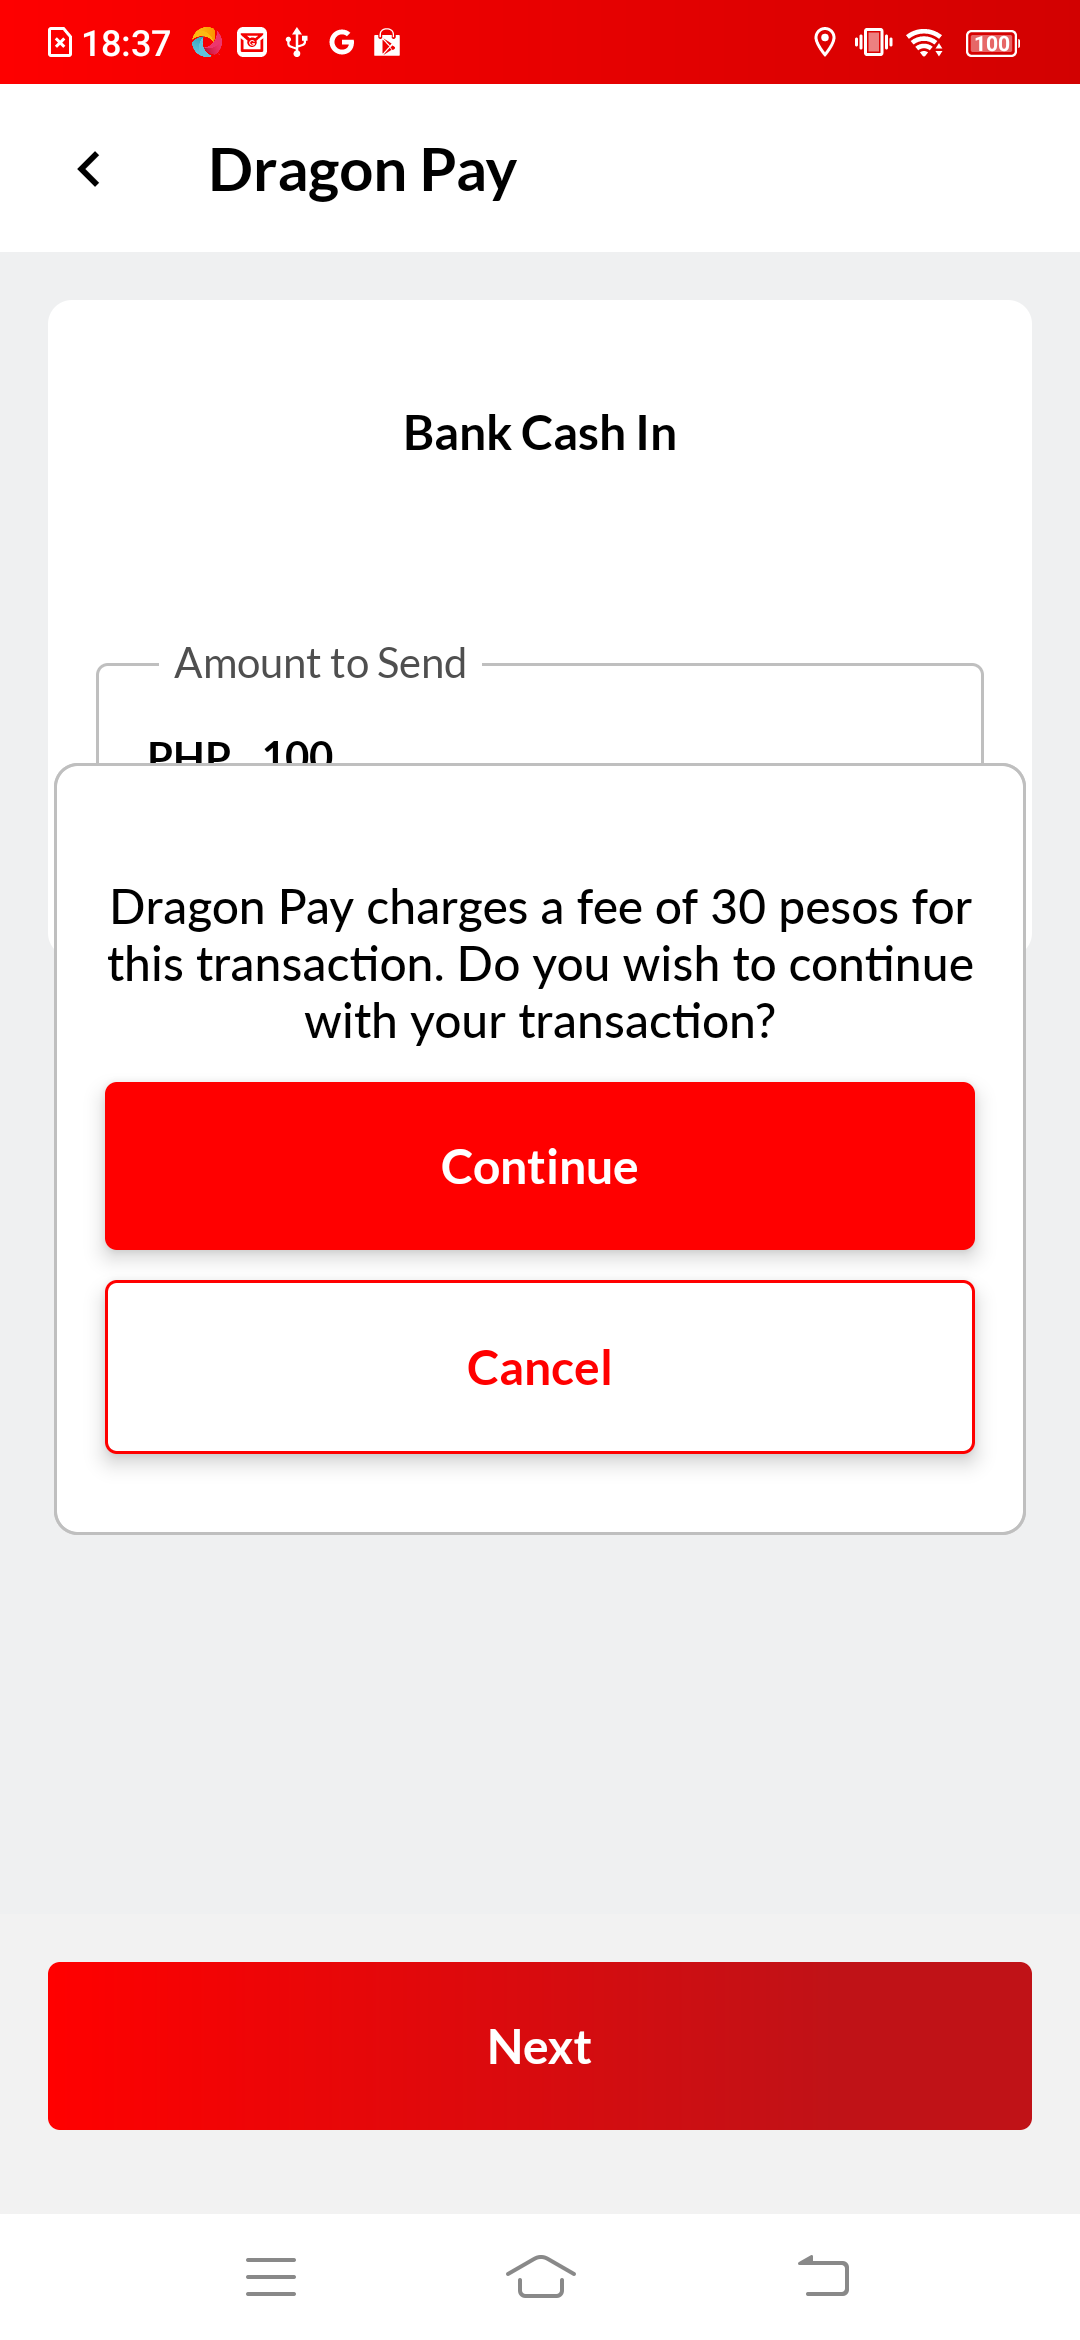 18:37
100
Dragon Pay
Bank Cash In
Amount to Send
PHP 100
Dragon Pay charges a fee of 30 pesos for
this transaction. Do you wish to continue
with your transaction?
Continue
Cancel
Next